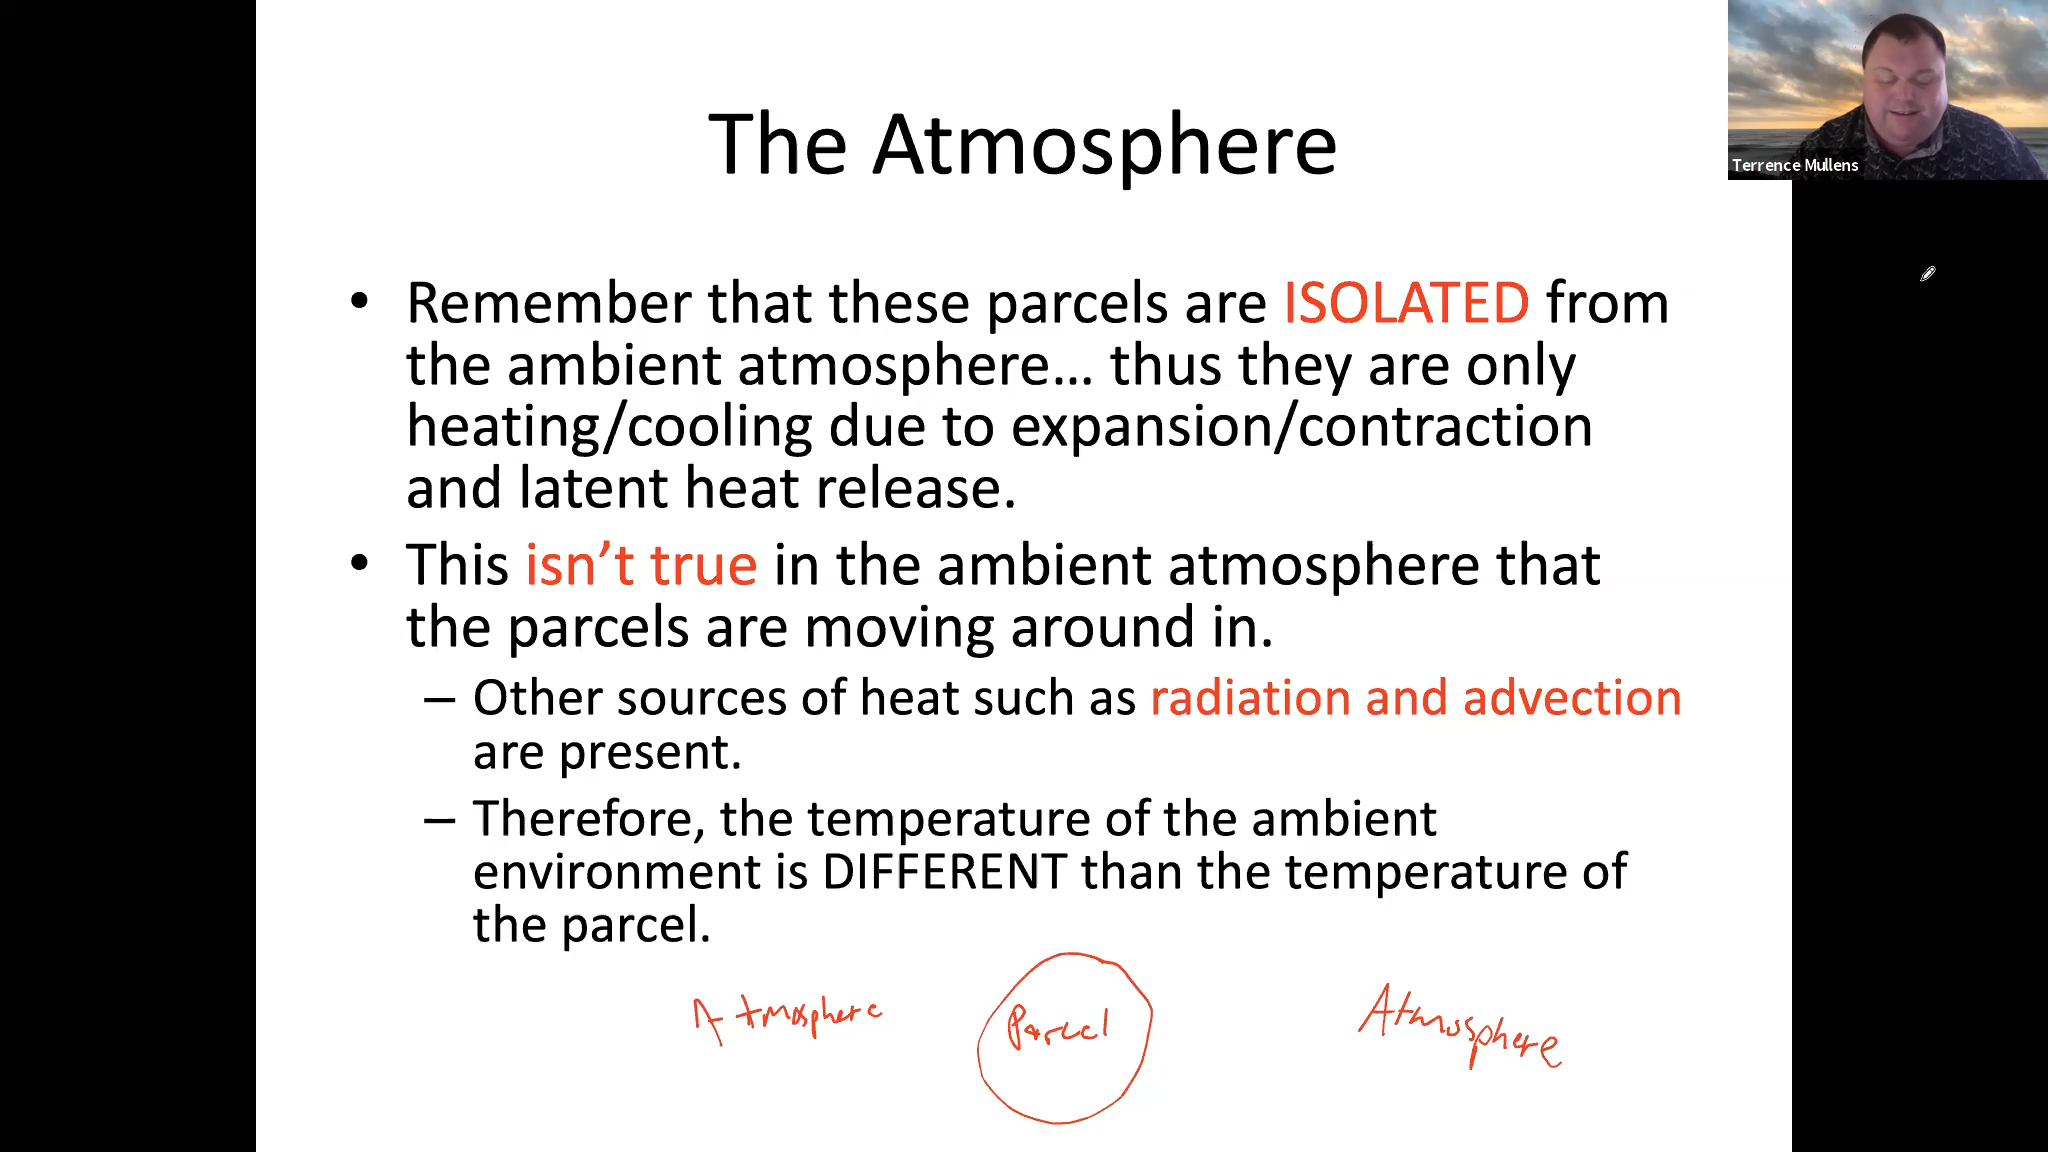 The Atmosphere
Terrence Mullens
• Remember that these parcels are ISOLATED from
the ambient atmosphere... thus they are only
heating/cooling due to expansion/contraction
and latent heat release.
• This isn’t true in the ambient atmosphere that
the parcels are moving around in.
– Other sources of heat such as radiation and advection
are present.
– Therefore, the temperature of the ambient
environment is DIFFERENT than the temperature of
the parcel.
Atmosphere
Parcel
Atmosphere